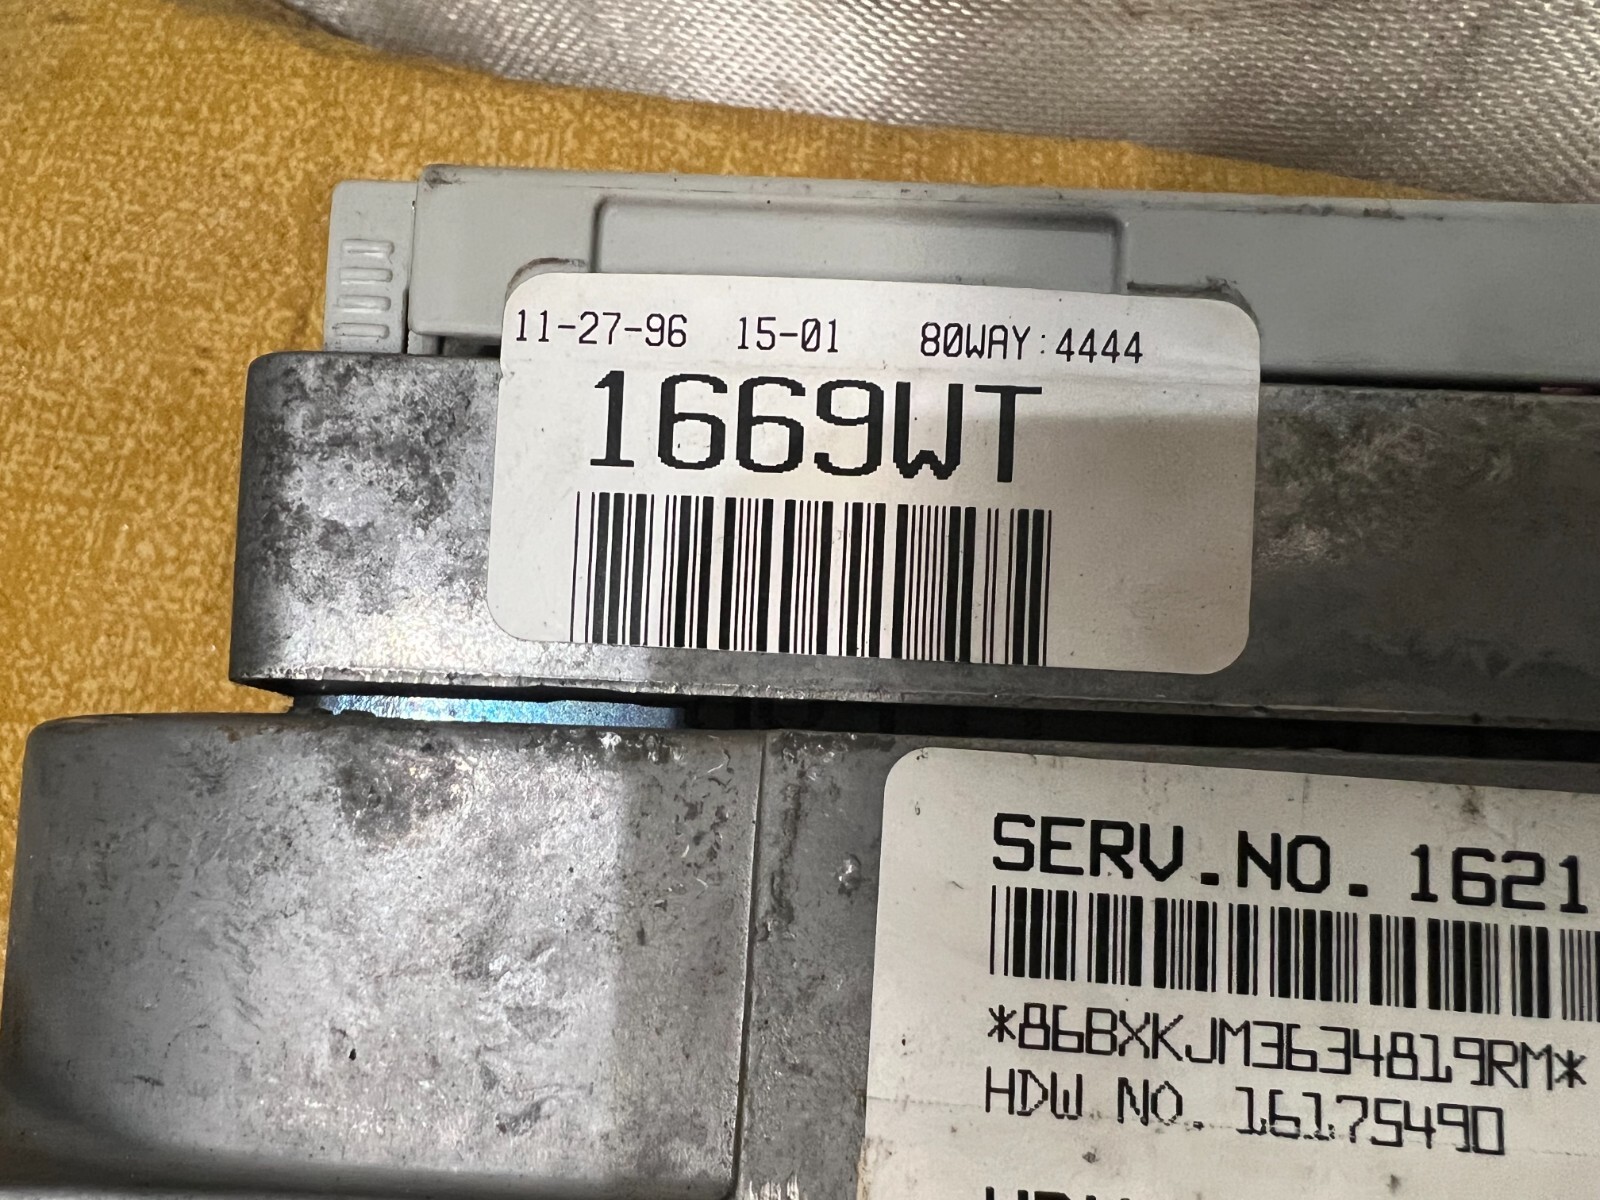 11-27-96 15-01 80WAY:4444
1669WT
SERV.NO. 1621
*86BXKJM3634819RM*
HDW NO. 16175490